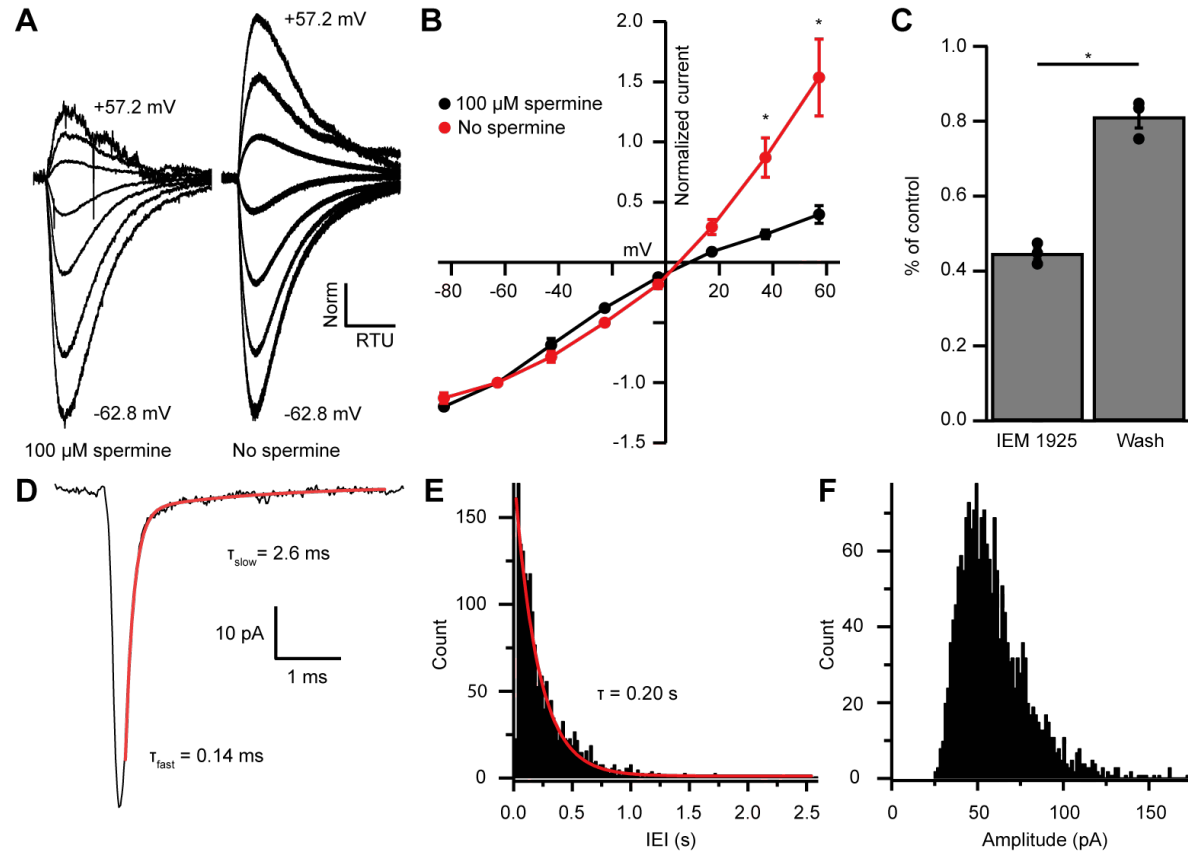 A
+57.2 mV
+57.2 mV
-62.8 mV
-62.8 mV
Norm
RTU
100 µM spermine
No spermine
B
2.0
1.5
1.0
0.5
-1.0
-1.5
Normalized current
*
*
100 µM spermine
No spermine
mV
-80 -60 -40 -20 20 40 60
C
1.0
0.8
0.6
0.4
0.2
0.0
% of control
*
IEM 1925 Wash
D
τslow= 2.6 ms
10 pA
1 ms
τfast = 0.14 ms
E
150
100
50
0
Count
τ = 0.20 s
0.0 0.5 1.0 1.5 2.0 2.5
IEI (s)
F
60
40
20
0
Count
0 50 100 150
Amplitude (pA)